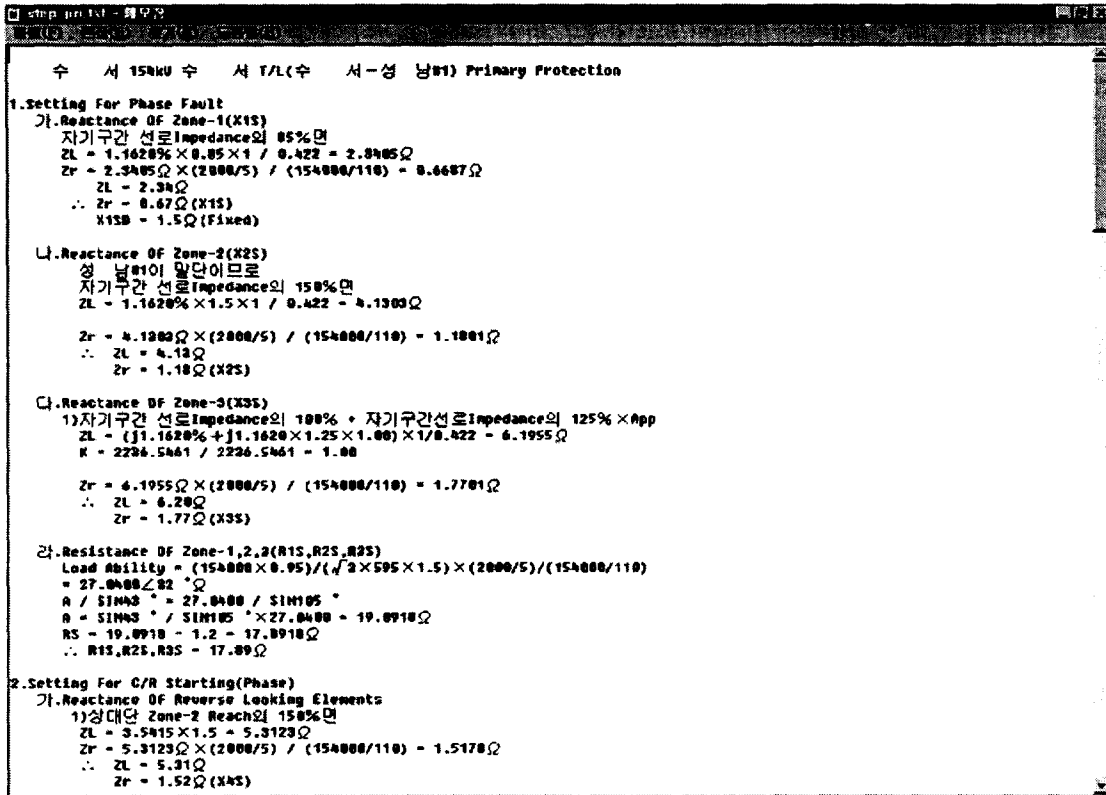 step_pri.txt - 메모장
수 서 154kV 수 서 T/L(수 서-성 남#1) Primary Protection
1.Setting For Phase Fault
가.Reactance OF Zone-1(X1S)
자기구간 선로Impedance의 85%면
ZL = 1.1620%×0.85×1 / 0.422 = 2.3405Ω
Zr = 2.3405Ω×(2000/5) / (154000/110) = 0.6687Ω
ZL = 2.34Ω
∴ Zr = 0.67Ω(X1S)
X1SB = 1.5Ω(Fixed)
나.Reactance OF Zone-2(X2S)
성 남#1이 말단이므로
자기구간 선로Impedance의 150%면
ZL = 1.1620%×1.5×1 / 0.422 = 4.1303Ω
Zr = 4.1303Ω×(2000/5) / (154000/110) = 1.1801Ω
∴ ZL = 4.13Ω
Zr = 1.18Ω(X2S)
다.Reactance OF Zone-3(X3S)
1)자기구간 선로Impedance의 100% + 자기구간선로Impedance의 125%×App
ZL = (j1.1620%+j1.1620×1.25×1.00)×1/0.422 = 6.1955Ω
K = 2236.5461 / 2236.5461 = 1.00
Zr = 6.1955Ω×(2000/5) / (154000/110) = 1.7701Ω
∴ ZL = 6.20Ω
Zr = 1.77Ω(X3S)
라.Resistance OF Zone-1,2,3(R1S,R2S,R3S)
Load Ability = (154000×0.95)/(√3×595×1.5)×(2000/5)/(154000/110)
= 27.0400∠32 °Ω
A / SIN43 ° = 27.0400 / SIN105 °
A = SIN43 ° / SIN105 °×27.0400 = 19.0918Ω
RS = 19.0918 - 1.2 = 17.8918Ω
∴ R1S,R2S,R3S = 17.89Ω
2.Setting For C/R Starting(Phase)
가.Reactance OF Reverse Looking Elements
1)상대단 Zone-2 Reach의 150%면
ZL = 3.5415×1.5 = 5.3123Ω
Zr = 5.3123Ω×(2000/5) / (154000/110) = 1.5178Ω
∴ ZL = 5.31Ω
Zr = 1.52Ω(X4S)